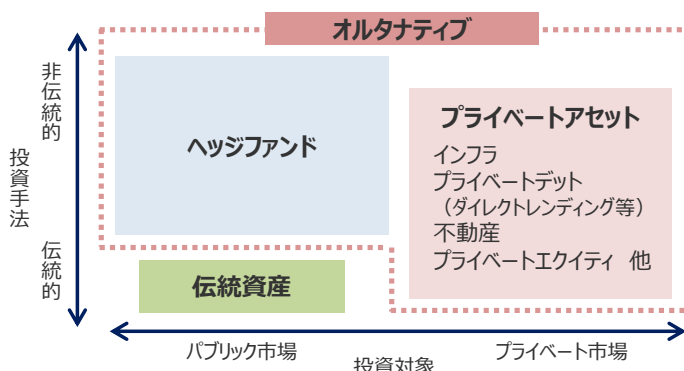 オルタナティブ
非伝統的
投資手法
伝統的
ヘッジファンド
プライベートアセット
インフラ
プライベートデット
（ダイレクトレンディング等）
不動産
プライベートエクイティ 他
伝統資産
パブリック市場
プライベート市場
投資対象